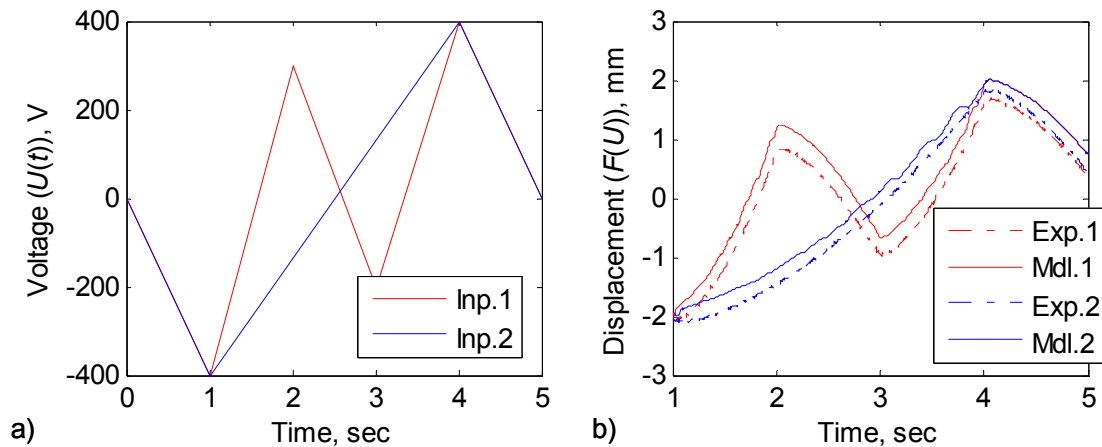 Voltage (U(t)), V
400
200
0
-200
-400
0 1 2 3 4 5
Time, sec
Inp.1
Inp.2
a)
Displacement (F(U)), mm
3
2
1
0
-1
-2
-3
1 2 3 4 5
Time, sec
Exp.1
Mdl.1
Exp.2
Mdl.2
b)